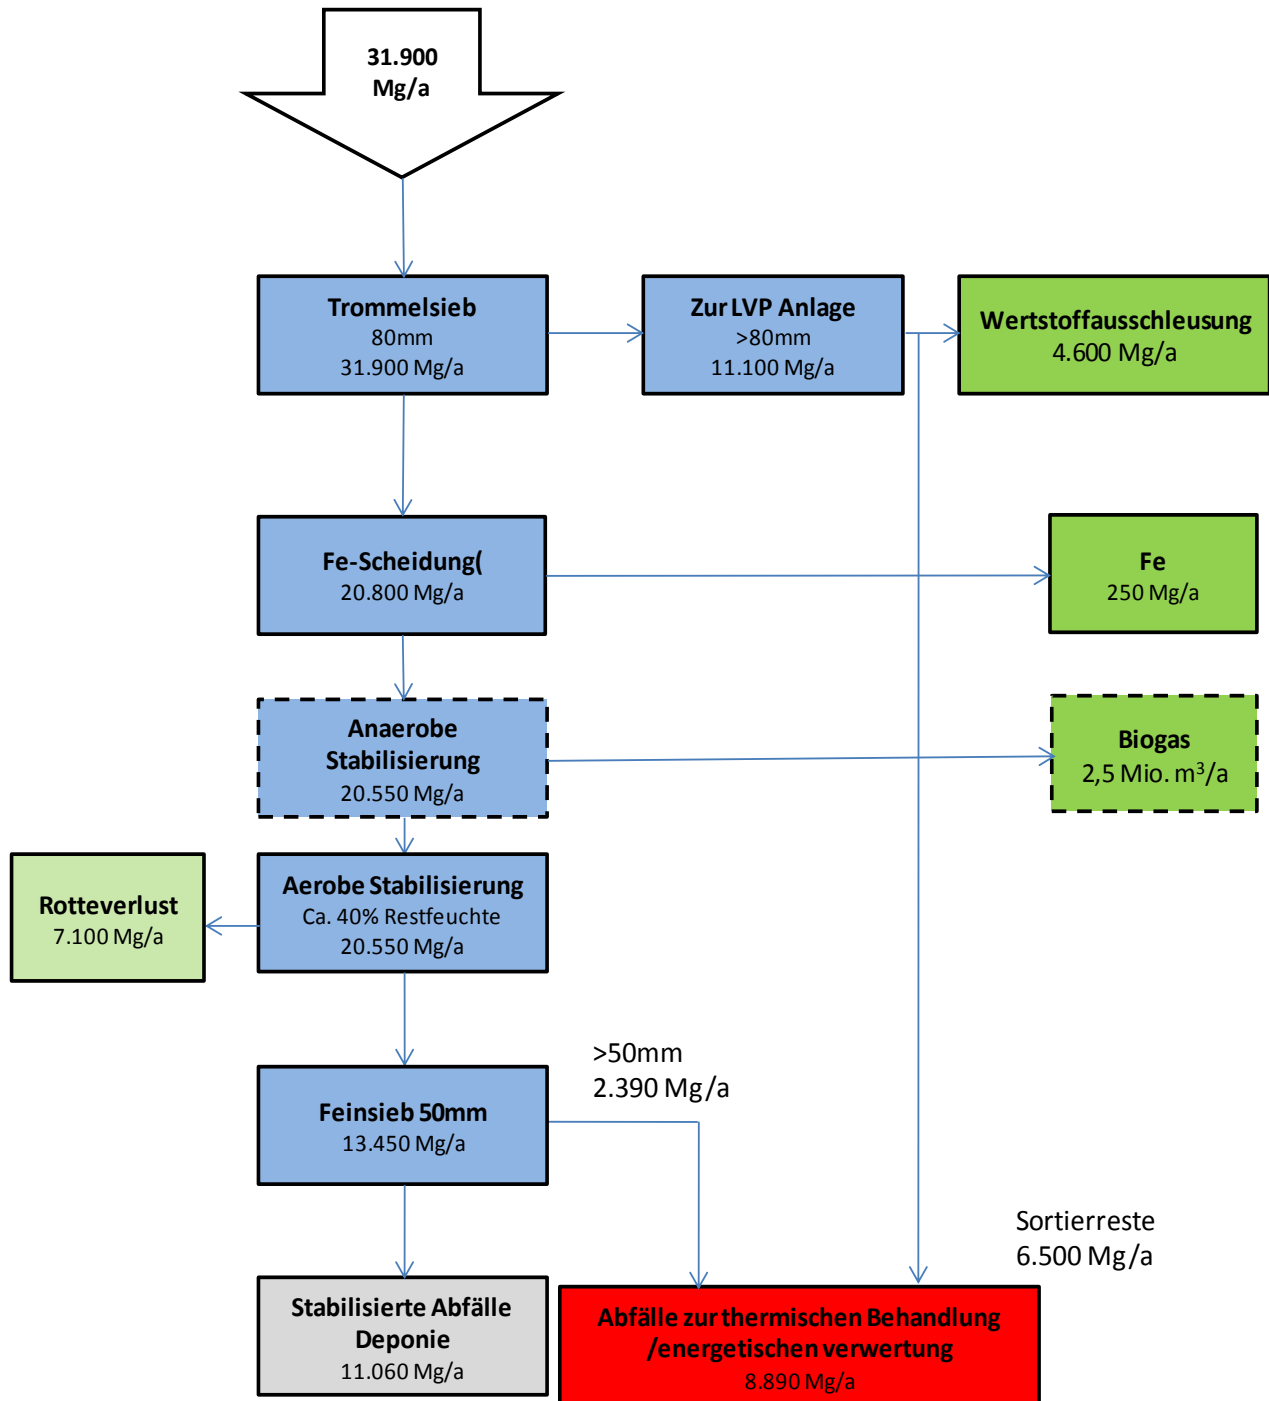 31.900
Mg/a
Trommelsieb
80mm
31.900 Mg/a
Zur LVP Anlage
>80mm
11.100 Mg/a
Wertstoffausschleusung
4.600 Mg/a
Fe-Scheidung(
20.800 Mg/a
Fe
250 Mg/a
Anaerobe
Stabilisierung
20.550 Mg/a
Biogas
2,5 Mio. m³/a
Rotteverlust
7.100 Mg/a
Aerobe Stabilisierung
Ca. 40% Restfeuchte
20.550 Mg/a
>50mm
2.390 Mg/a
Feinsieb 50mm
13.450 Mg/a
Sortierreste
6.500 Mg/a
Stabilisierte Abfälle
Deponie
11.060 Mg/a
Abfälle zur thermischen Behandlung
/energetischen verwertung
8.890 Mg/a